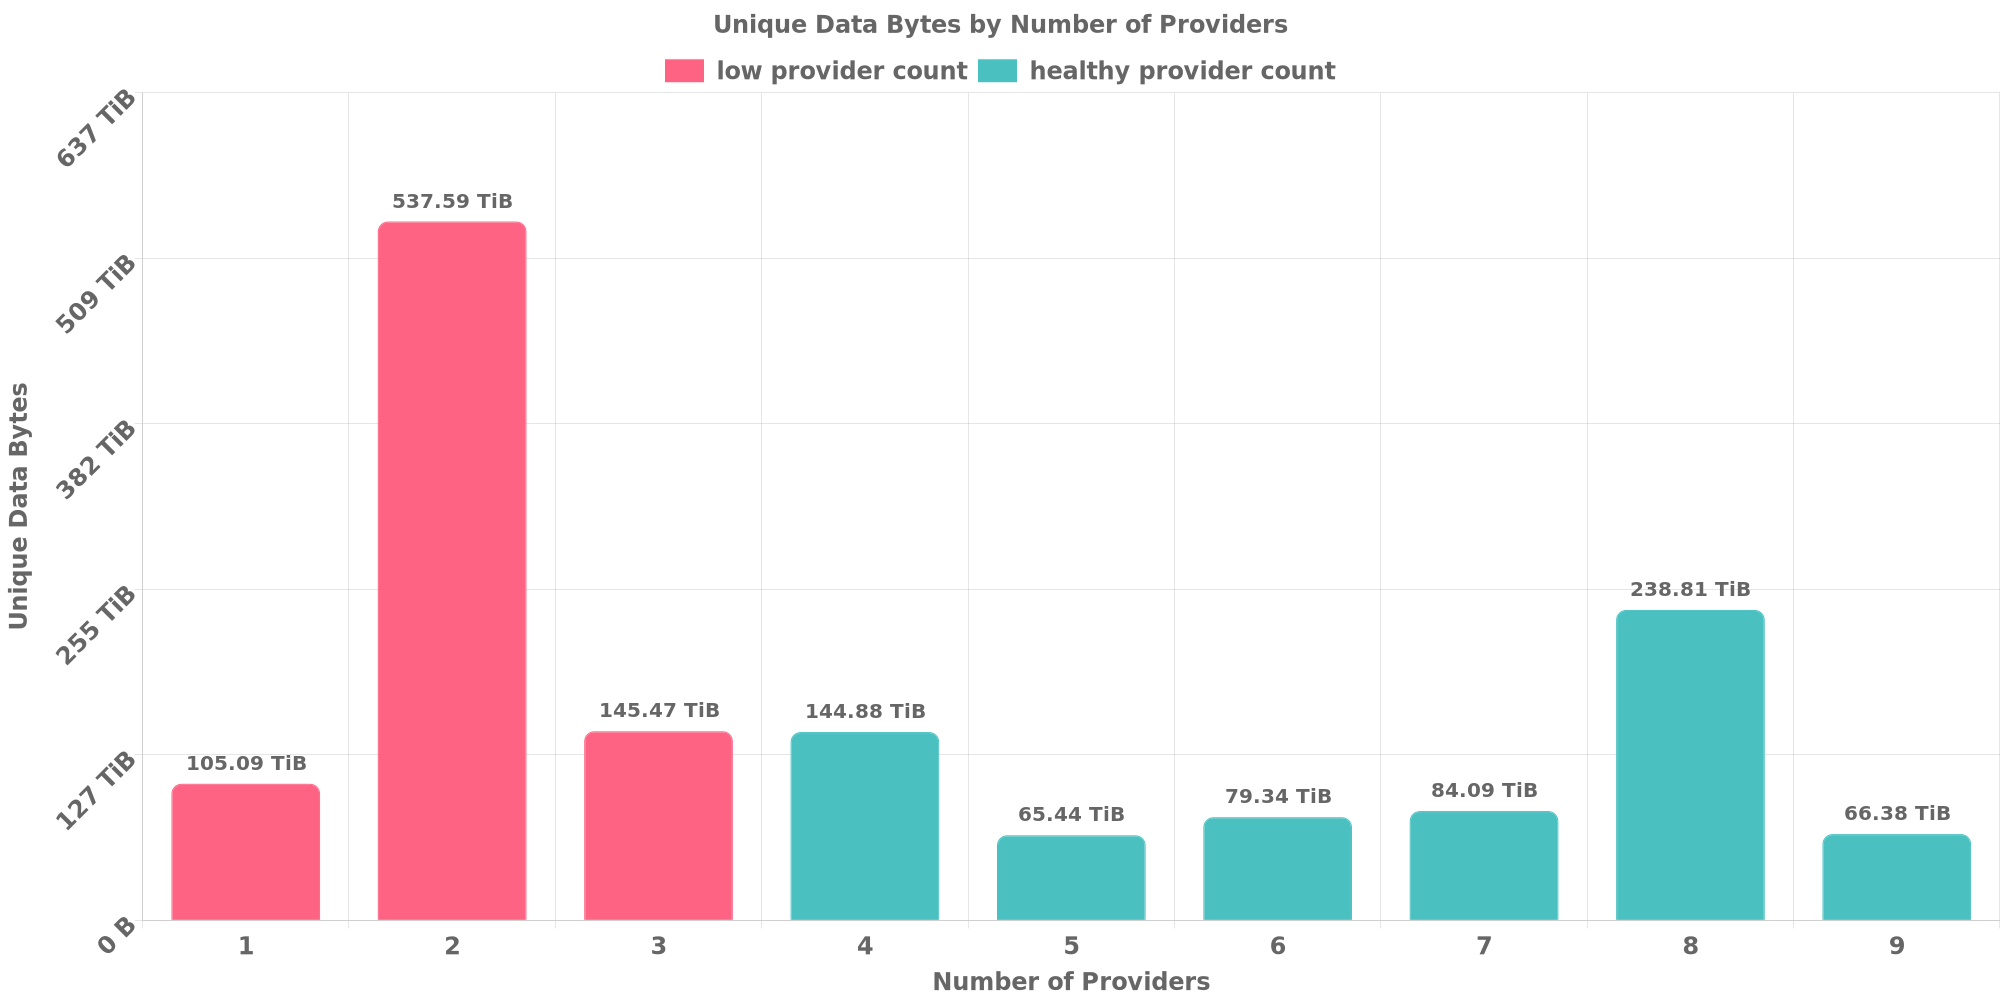 Unique Data Bytes by Number of Providers
low provider count healthy provider count
637 TiB
509 TiB
382 TiB
255 TiB
127 TiB
0 B
Unique Data Bytes
105.09 TiB
537.59 TiB
145.47 TiB
144.88 TiB
65.44 TiB
79.34 TiB
84.09 TiB
238.81 TiB
66.38 TiB
1 2 3 4 5 6 7 8 9
Number of Providers